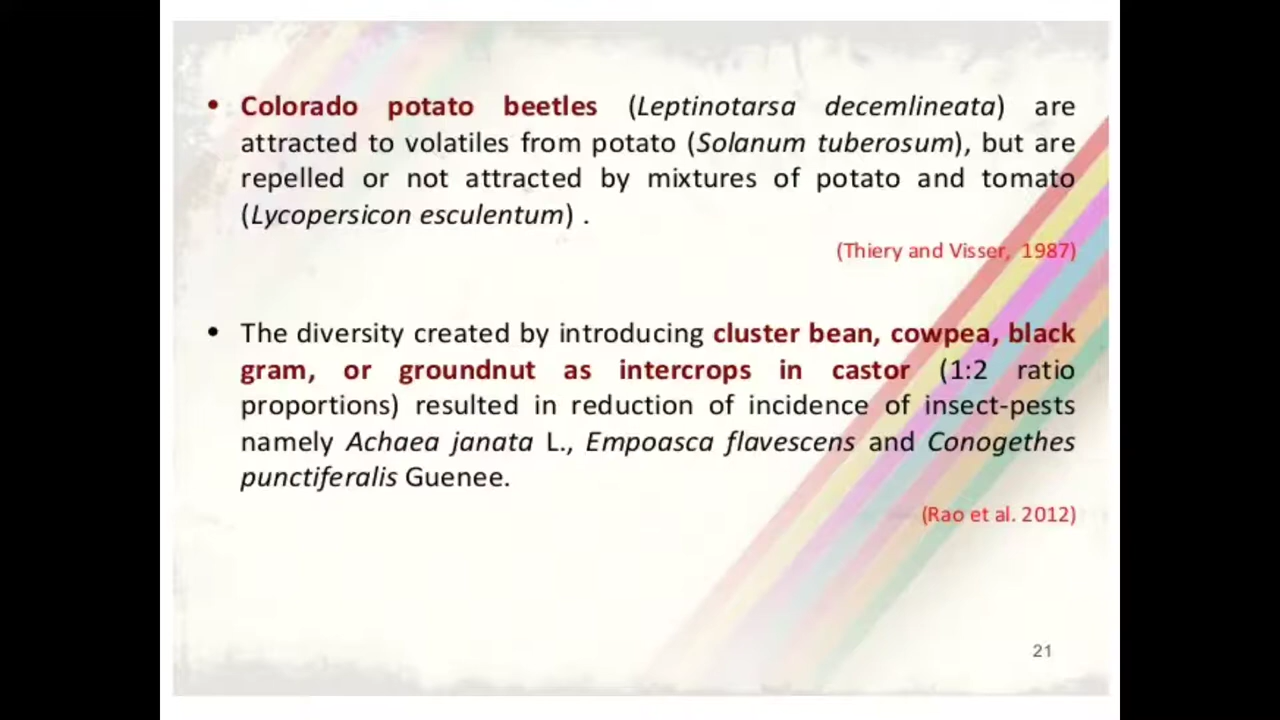 • Colorado potato beetles (Leptinotarsa decemlineata) are
attracted to volatiles from potato (Solanum tuberosum), but are
repelled or not attracted by mixtures of potato and tomato
(Lycopersicon esculentum) .
(Thiery and Visser, 1987)
• The diversity created by introducing cluster bean, cowpea, black
gram, or groundnut as intercrops in castor (1:2 ratio
proportions) resulted in reduction of incidence of insect-pests
namely Achaea janata L., Empoasca flavescens and Conogethes
punctiferalis Guenee.
(Rao et al. 2012)
21